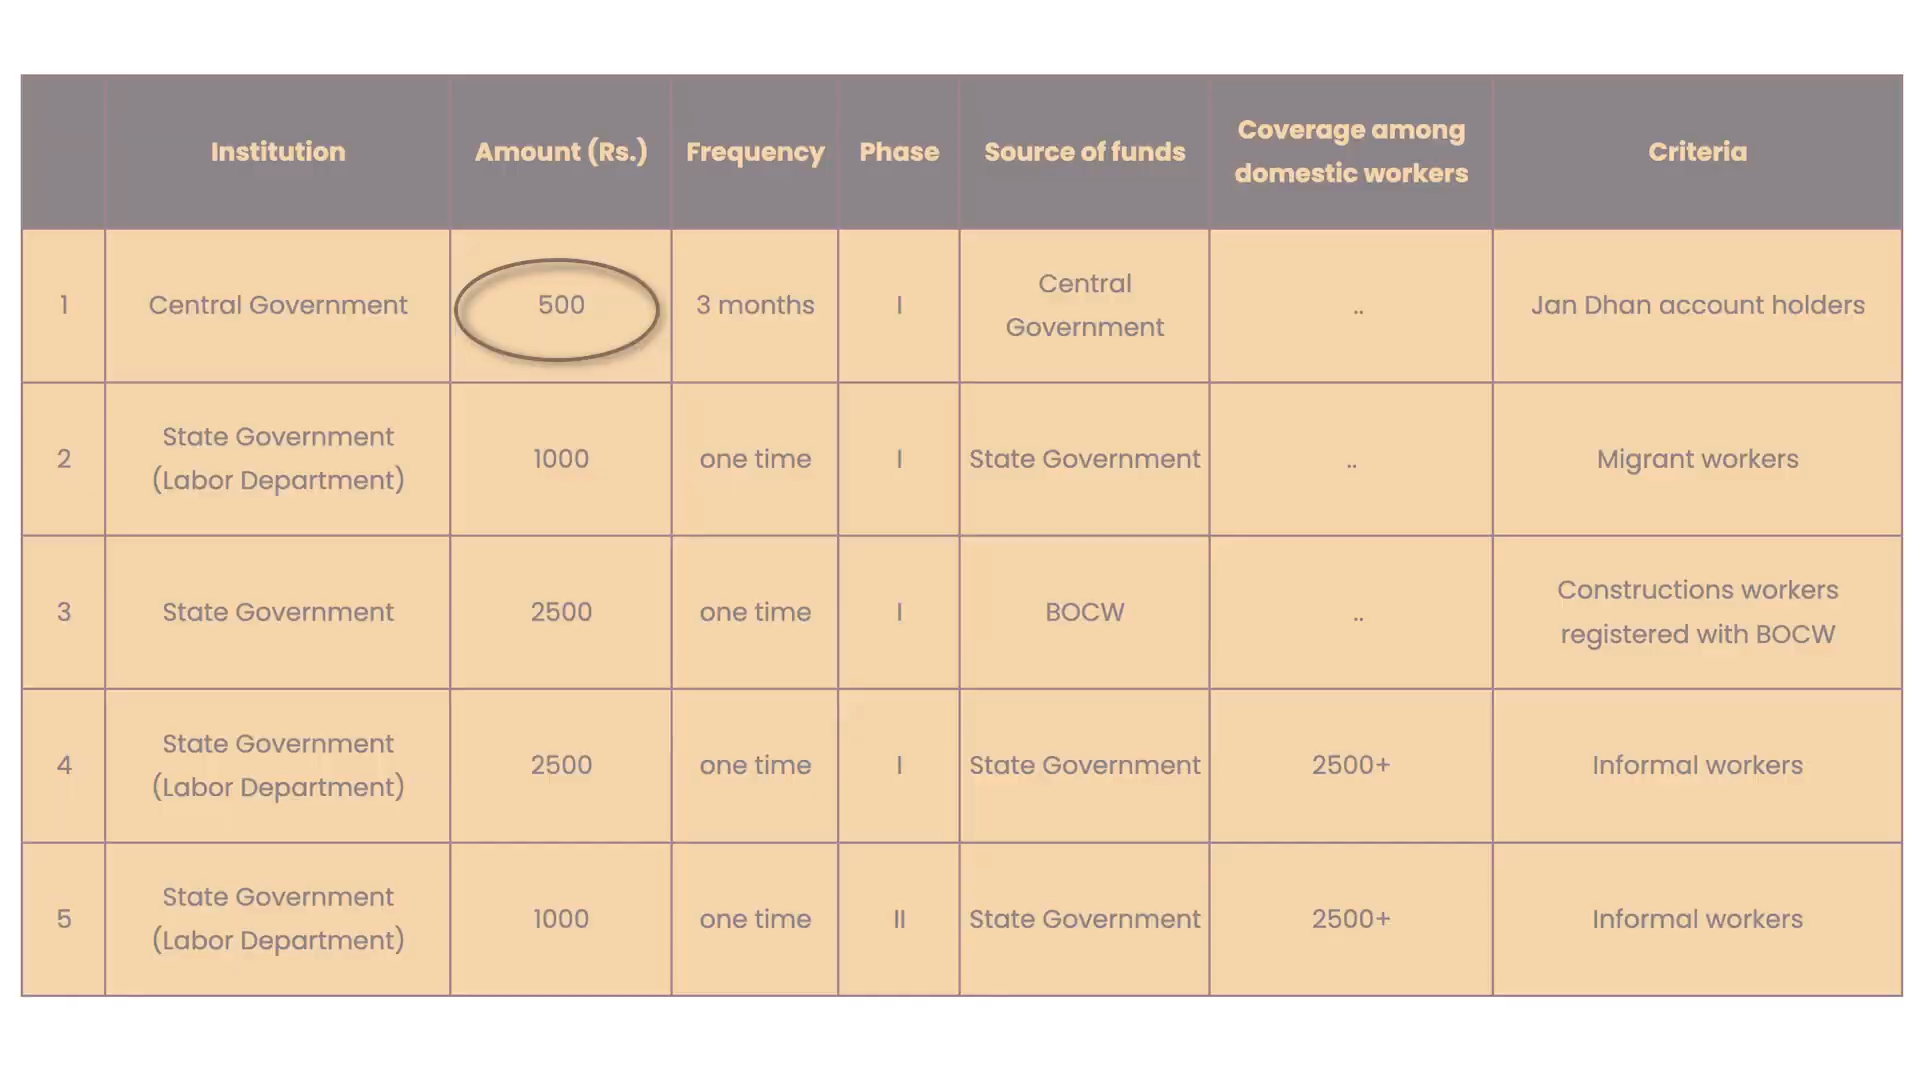 Institution Amount (Rs.) Frequency Phase Source of funds Coverage among domestic workers Criteria
1 Central Government 500 3 months I Central Government .. Jan Dhan account holders
2 State Government (Labor Department) 1000 one time I State Government .. Migrant workers
3 State Government 2500 one time I BOCW .. Constructions workers registered with BOCW
4 State Government (Labor Department) 2500 one time I State Government 2500+ Informal workers
5 State Government (Labor Department) 1000 one time II State Government 2500+ Informal workers